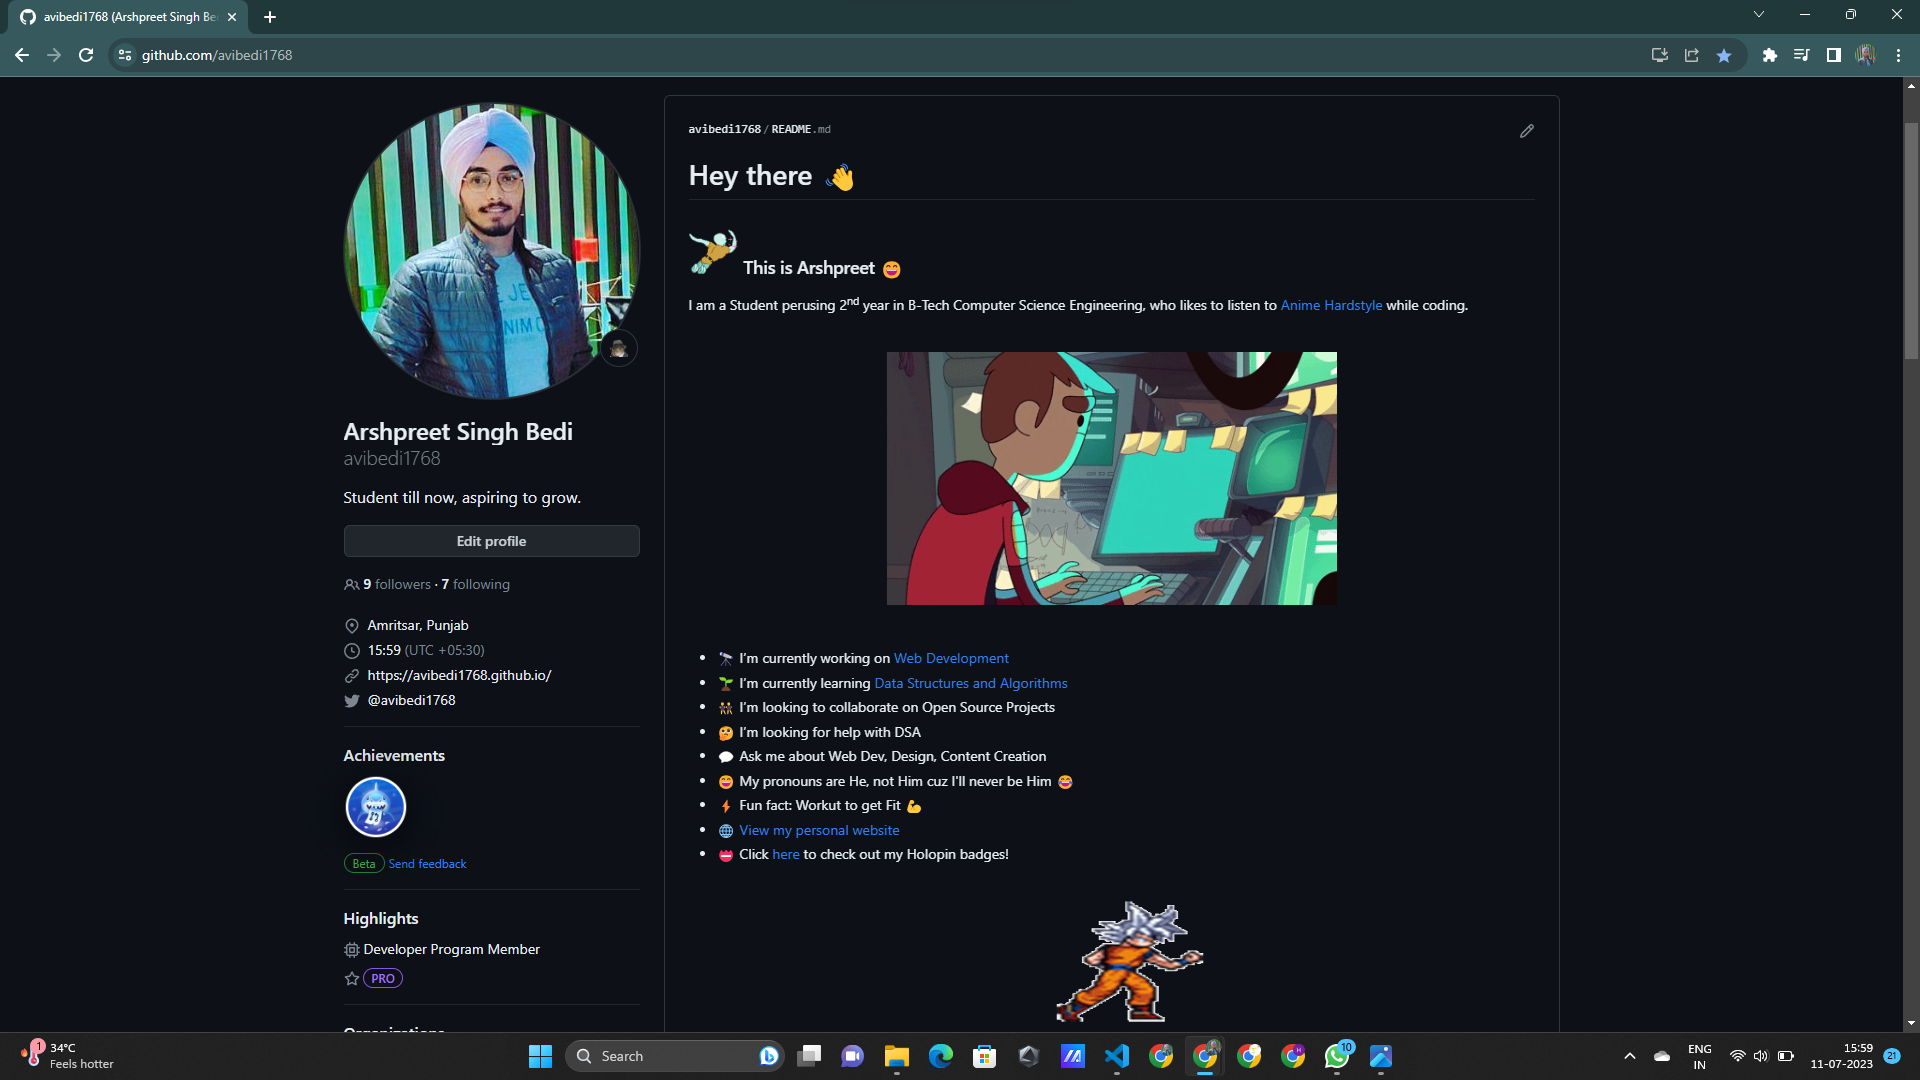 avibedi1768 (Arshpreet Singh Be
github.com/avibedi1768
avibedi1768/README.md
Hey there 👋
This is Arshpreet 😄
I am a Student perusing 2nd year in B-Tech Computer Science Engineering, who likes to listen to Anime Hardstyle while coding.
Arshpreet Singh Bedi
avibedi1768
Student till now, aspiring to grow.
Edit profile
9 followers · 7 following
Amritsar, Punjab
15:59 (UTC +05:30)
https://avibedi1768.github.io/
@avibedi1768
Achievements
Beta Send feedback
Highlights
Developer Program Member
PRO
• 🔭 I'm currently working on Web Development
• 🌱 I'm currently learning Data Structures and Algorithms
• 👯 I'm looking to collaborate on Open Source Projects
• 🤔 I'm looking for help with DSA
• 💬 Ask me about Web Dev, Design, Content Creation
• 😄 My pronouns are He, not Him cuz I'll never be Him 😂
• ⚡ Fun fact: Workut to get Fit 💪
• 🌐 View my personal website
• 📛 Click here to check out my Holopin badges!
1
34°C
Feels hotter
Search
10
ENG
IN
15:59
11-07-2023
21